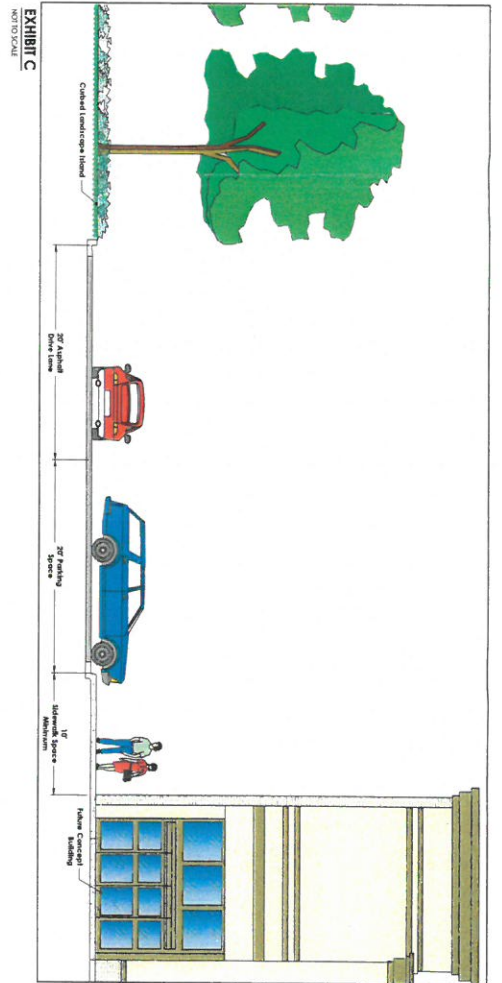 Curbed Landscape Island
20' Asphalt
Drive Lane
20' Parking
Space
10'
Sidewalk Space
Minimum
Future Concept
Building
EXHIBIT C
NOT TO SCALE